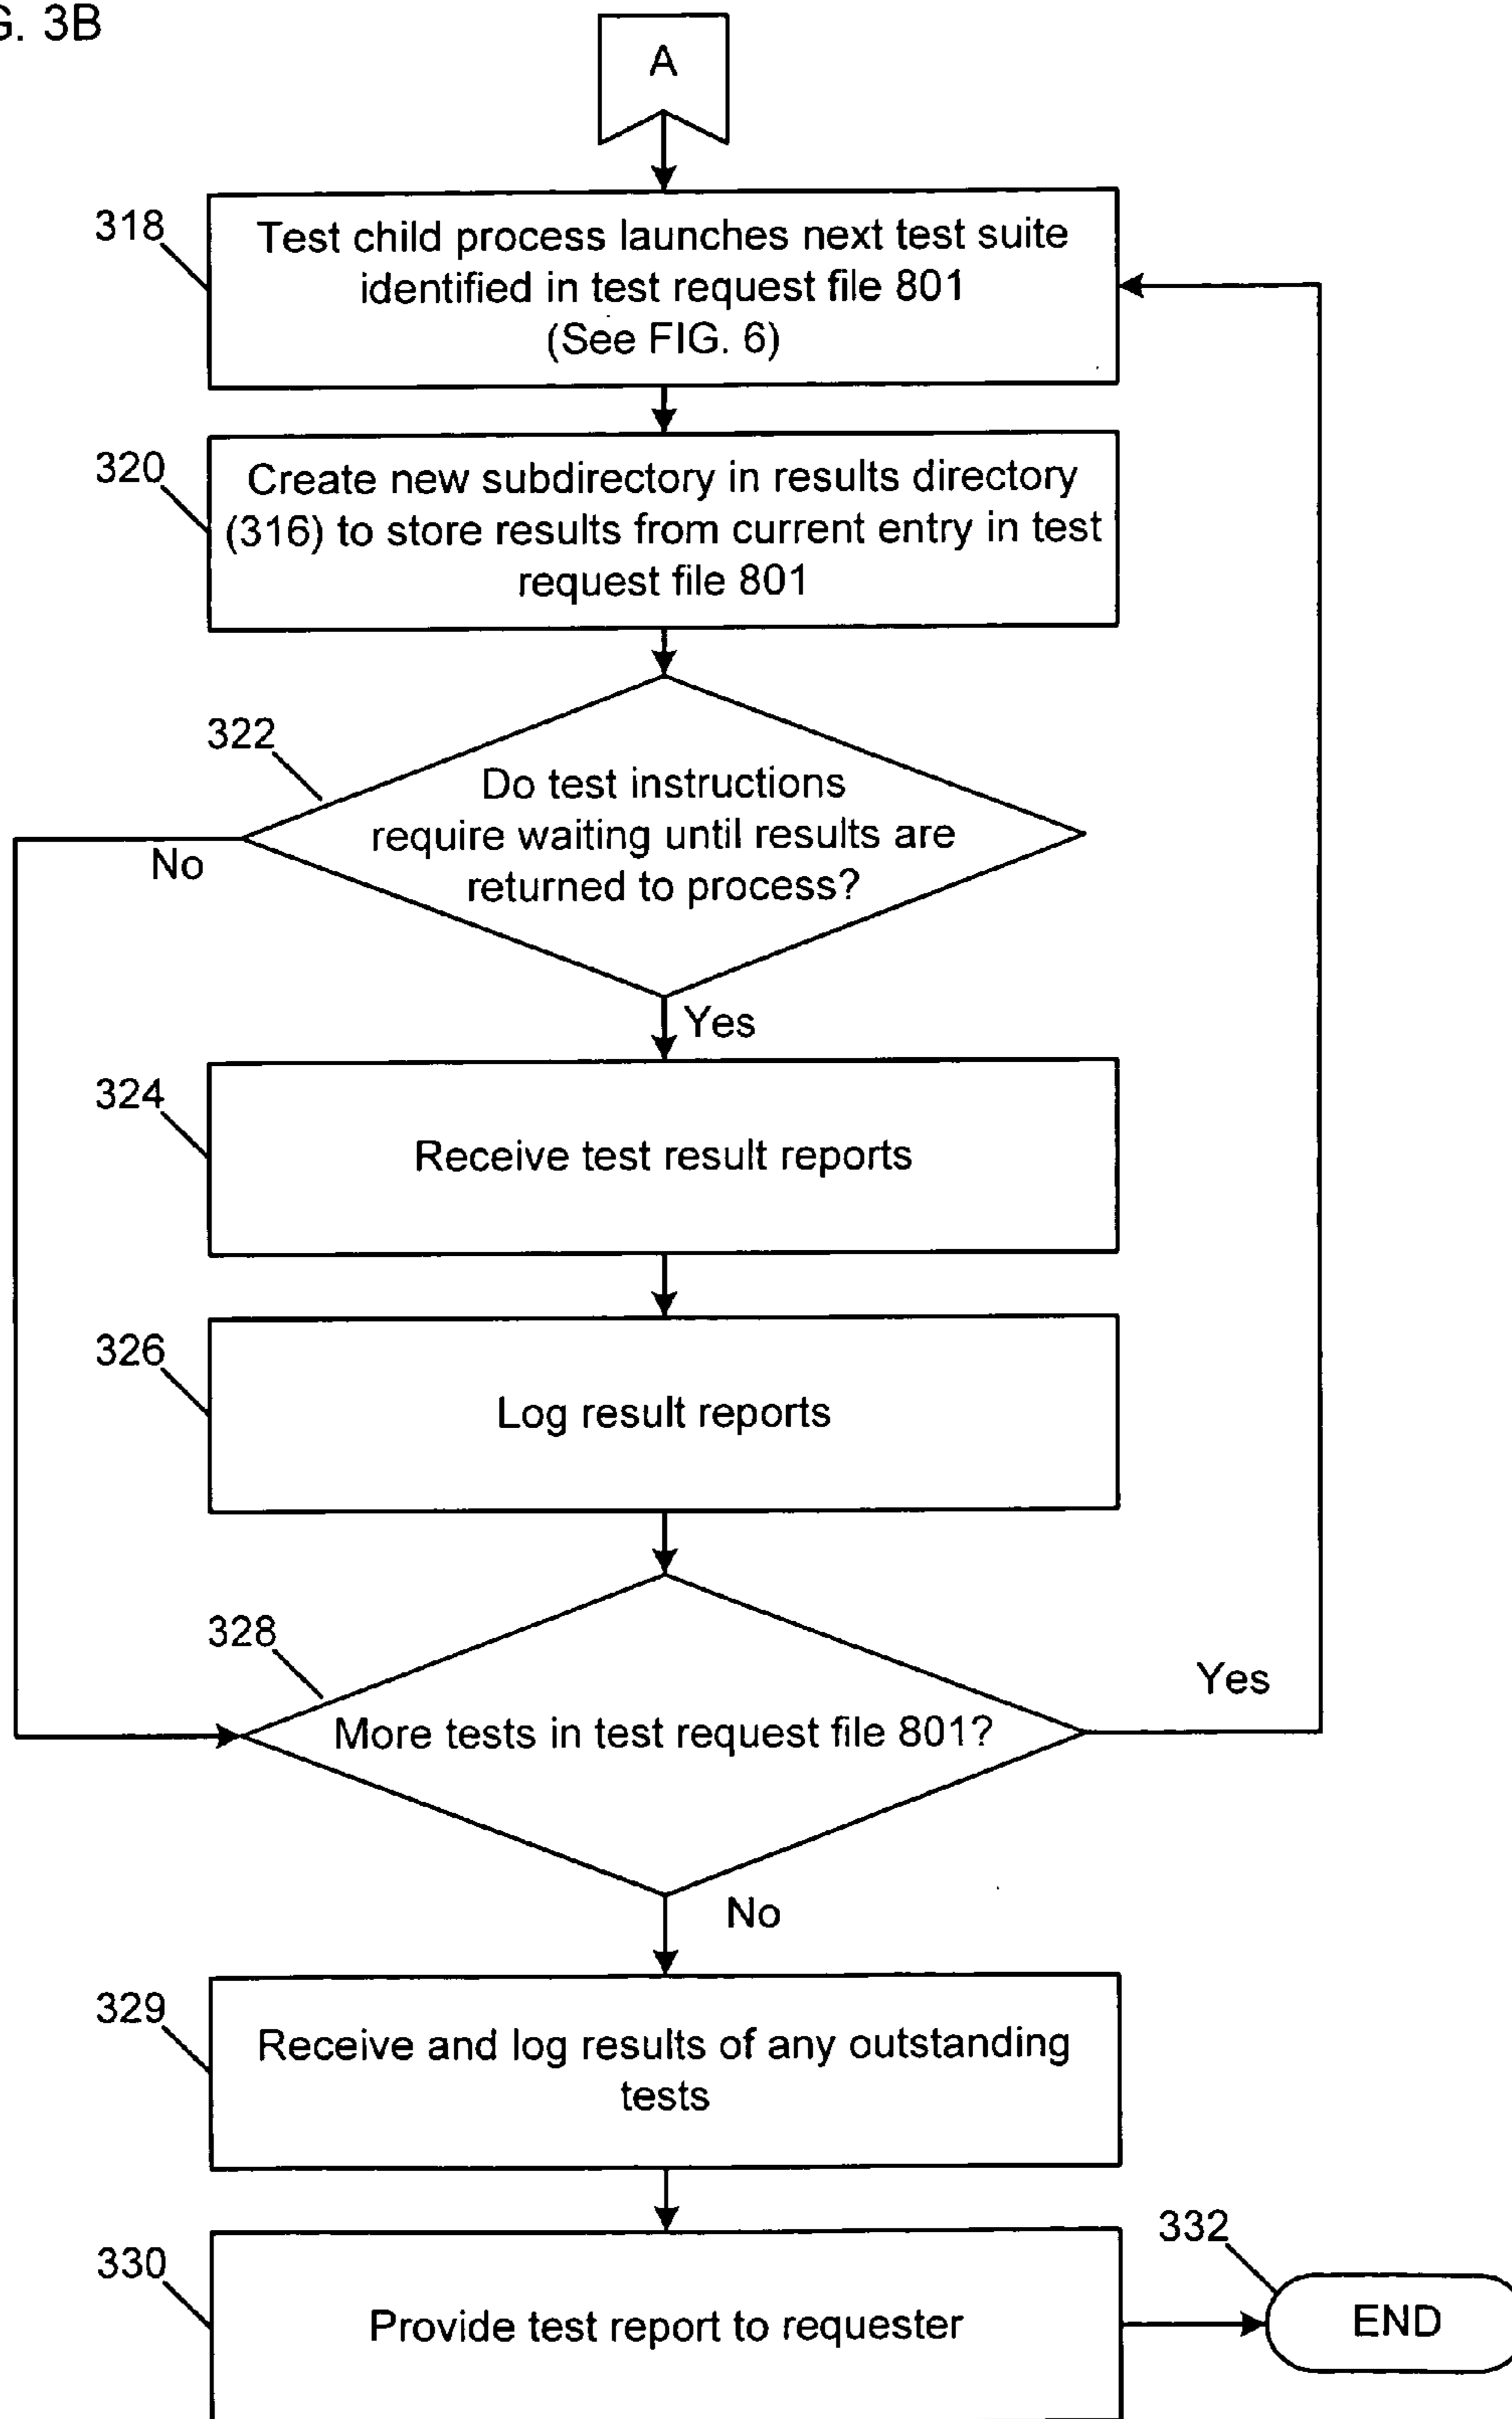 G. 3B
A
318
Test child process launches next test suite
identified in test request file 801
(See FIG. 6)
320
Create new subdirectory in results directory
(316) to store results from current entry in test
request file 801
322
Do test instructions
require waiting until results are
returned to process?
No
Yes
324
Receive test result reports
326
Log result reports
328
More tests in test request file 801?
Yes
No
329
Receive and log results of any outstanding
tests
330
Provide test report to requester
332
END